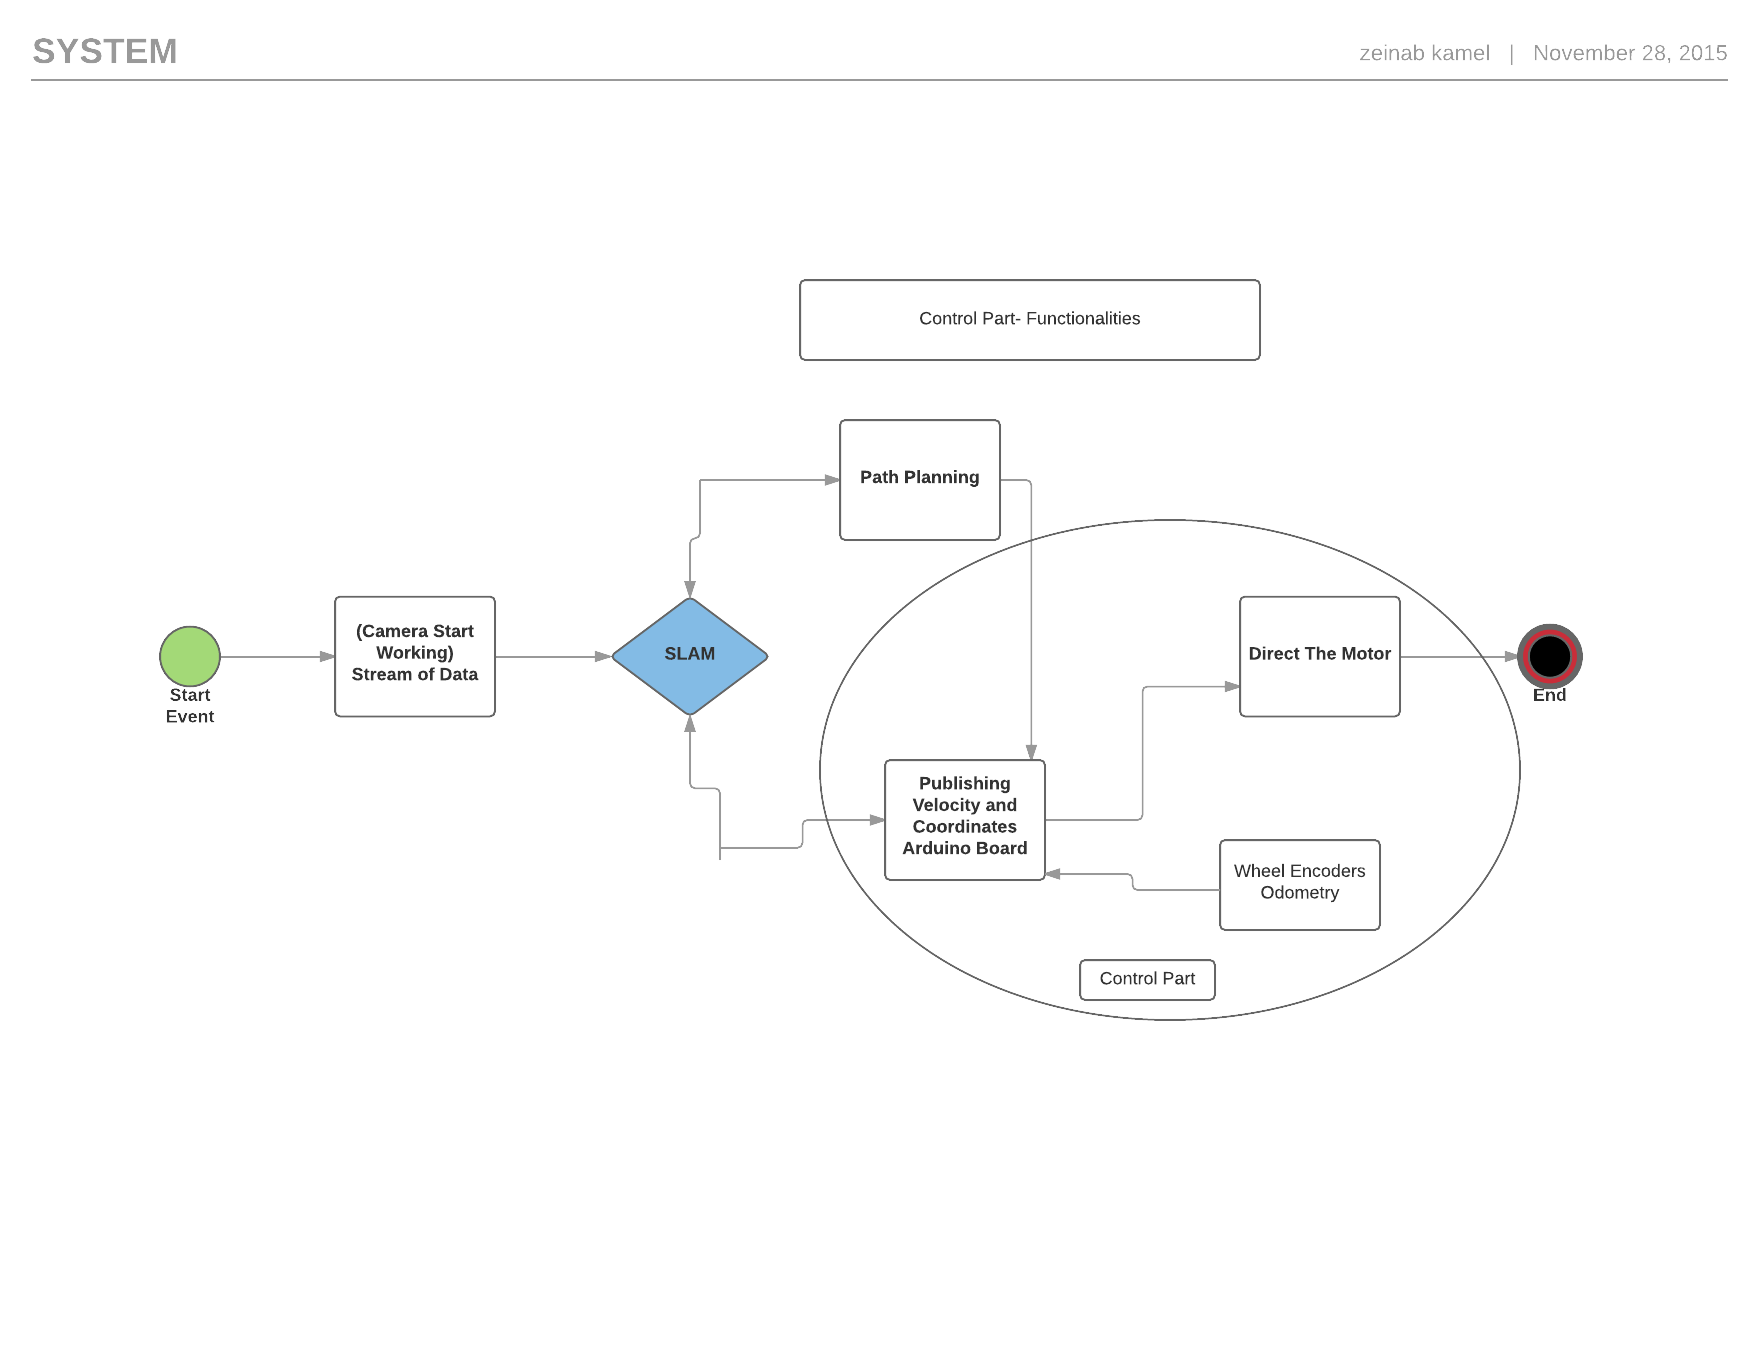 SYSTEM
zeinab kamel | November 28, 2015
Control Part- Functionalities
Path Planning
(Camera Start
Working)
Stream of Data
SLAM
Direct The Motor
Start
Event
End
Publishing
Velocity and
Coordinates
Arduino Board
Wheel Encoders
Odometry
Control Part